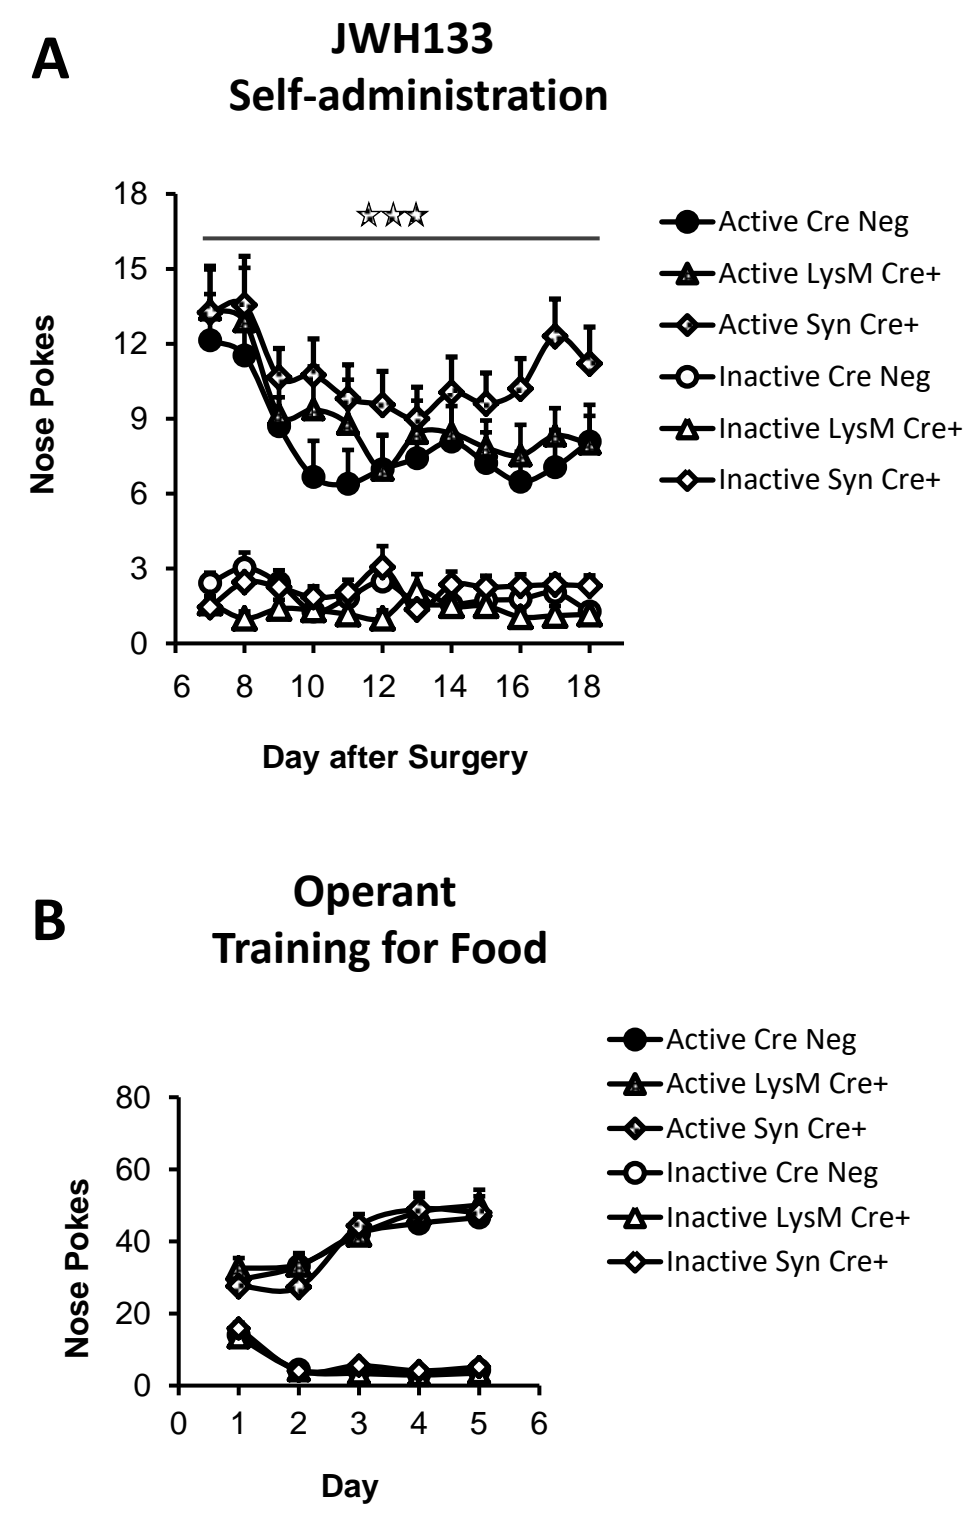 A
JWH133
Self-administration
18
15
12
9
6
3
0
Nose Pokes
6 8 10 12 14 16 18
Day after Surgery
Active Cre Neg
Active LysM Cre+
Active Syn Cre+
Inactive Cre Neg
Inactive LysM Cre+
Inactive Syn Cre+
B
Operant
Training for Food
80
60
40
20
0
Nose Pokes
0 1 2 3 4 5 6
Day
Active Cre Neg
Active LysM Cre+
Active Syn Cre+
Inactive Cre Neg
Inactive LysM Cre+
Inactive Syn Cre+